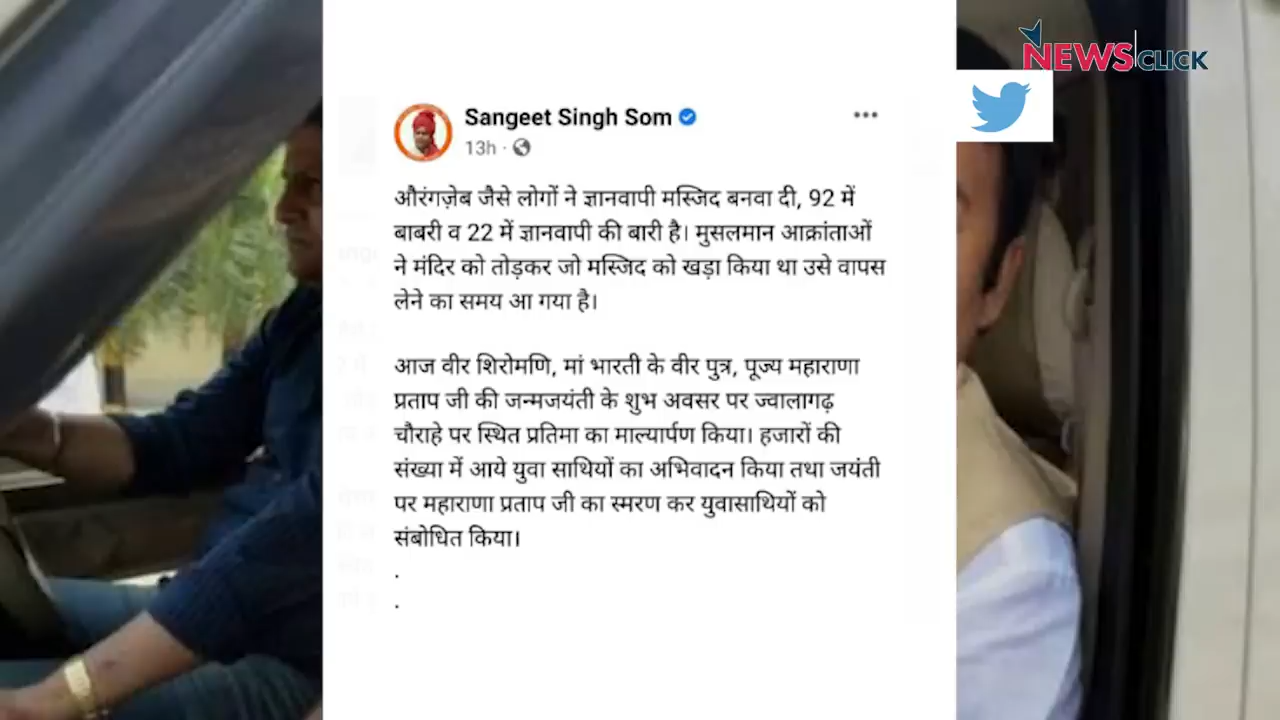 NEWSCLICK
Sangeet Singh Som
13h ·
औरंगज़ेब जैसे लोगों ने ज्ञानवापी मस्जिद बनवा दी, 92 में
बाबरी व 22 में ज्ञानवापी की बारी है। मुसलमान आक्रांताओं
ने मंदिर को तोड़कर जो मस्जिद को खड़ा किया था उसे वापस
लेने का समय आ गया है।
आज वीर शिरोमणि, मां भारती के वीर पुत्र, पूज्य महाराणा
प्रताप जी की जन्मजयंती के शुभ अवसर पर ज्वालागढ़
चौराहे पर स्थित प्रतिमा का माल्यार्पण किया। हजारों की
संख्या में आये युवा साथियों का अभिवादन किया तथा जयंती
पर महाराणा प्रताप जी का स्मरण कर युवासाथियों को
संबोधित किया।
.
.